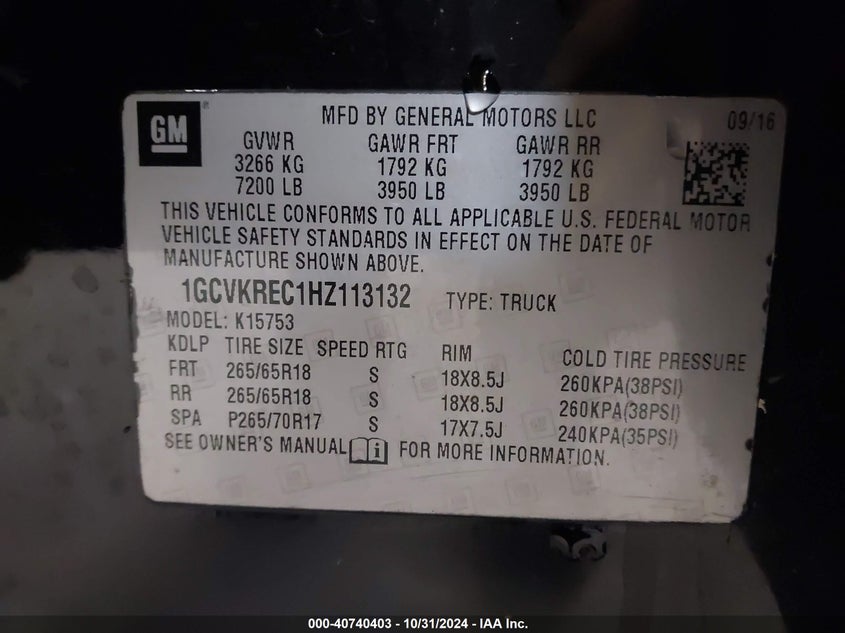 GM
MFD BY GENERAL MOTORS LLC 09/16
GVWR GAWR FRT GAWR RR
3266 KG 1792 KG 1792 KG
7200 LB 3950 LB 3950 LB
THIS VEHICLE CONFORMS TO ALL APPLICABLE U.S. FEDERAL MOTOR
VEHICLE SAFETY STANDARDS IN EFFECT ON THE DATE OF
MANUFACTURE SHOWN ABOVE.
1GCVKREC1HZ113132 TYPE: TRUCK
MODEL: K15753
KDLP TIRE SIZE SPEED RTG RIM COLD TIRE PRESSURE
FRT 265/65R18 S 18X8.5J 260KPA(38PSI)
RR 265/65R18 S 18X8.5J 260KPA(38PSI)
SPA P265/70R17 S 17X7.5J 240KPA(35PSI)
SEE OWNER'S MANUAL i FOR MORE INFORMATION.
000-40740403 - 10/31/2024 - IAA Inc.